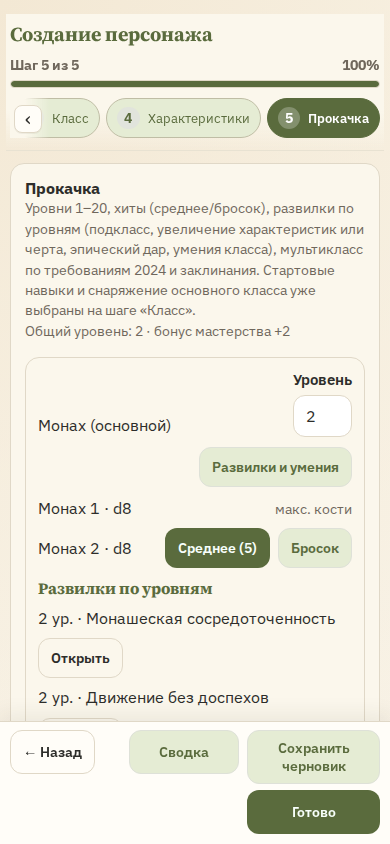 Создание персонажа
Шаг 5 из 5 100%
‹ Класс 4 Характеристики 5 Прокачка
Прокачка
Уровни 1–20, хиты (среднее/бросок), развилки по
уровням (подкласс, увеличение характеристик или
черта, эпический дар, умения класса), мультикласс
по требованиям 2024 и заклинания. Стартовые
навыки и снаряжение основного класса уже
выбраны на шаге «Класс».
Общий уровень: 2 · бонус мастерства +2
Уровень
Монах (основной) 2
Развилки и умения
Монах 1 · d8 макс. кости
Монах 2 · d8 Среднее (5) Бросок
Развилки по уровням
2 ур. · Монашеская сосредоточенность
Открыть
2 ур. · Движение без доспехов
← Назад Сводка Сохранить
черновик
Готово